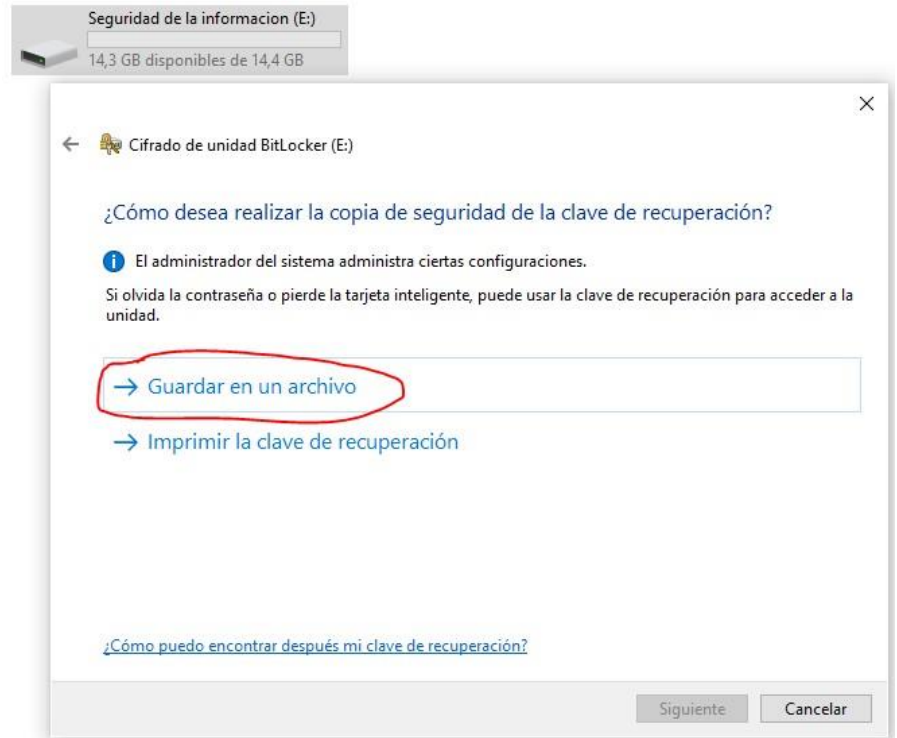 Seguridad de la informacion (E:)
14,3 GB disponibles de 14,4 GB
Cifrado de unidad BitLocker (E:)
¿Cómo desea realizar la copia de seguridad de la clave de recuperación?
El administrador del sistema administra ciertas configuraciones.
Si olvida la contraseña o pierde la tarjeta inteligente, puede usar la clave de recuperación para acceder a la
unidad.
Guardar en un archivo
Imprimir la clave de recuperación
¿Cómo puedo encontrar después mi clave de recuperación?
Siguiente Cancelar